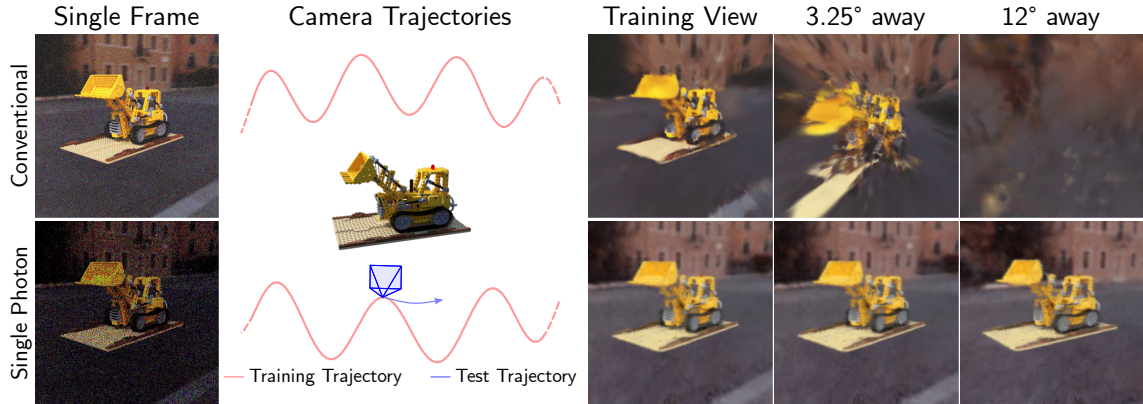 Single Frame
Camera Trajectories
Training View
3.25° away
12° away
Conventional
Single Photon
Training Trajectory
Test Trajectory